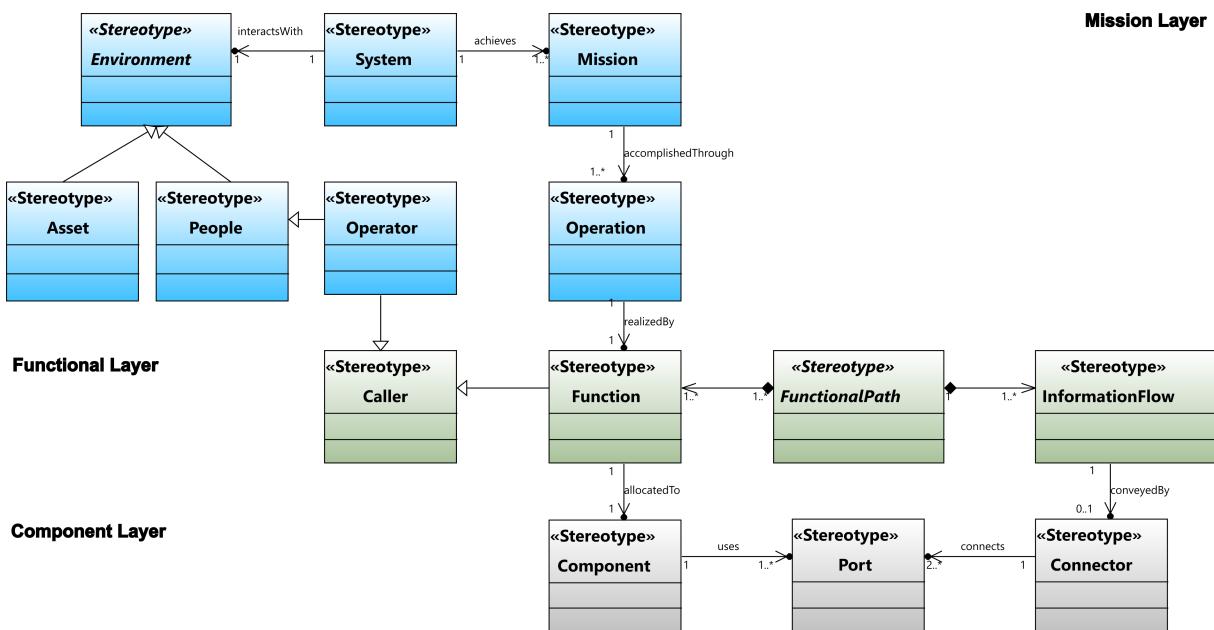 Mission Layer
«Stereotype»
Environment
interactsWith
1
1
«Stereotype»
System
achieves
1
1..*
«Stereotype»
Mission
1
accomplishedThrough
1..*
«Stereotype»
Asset
«Stereotype»
People
«Stereotype»
Operator
«Stereotype»
Operation
1
realizedBy
1
Functional Layer
«Stereotype»
Caller
«Stereotype»
Function
1..*
1..*
«Stereotype»
FunctionalPath
1
1..*
«Stereotype»
InformationFlow
1
allocatedTo
1
1
conveyedBy
0..1
Component Layer
«Stereotype»
Component
uses
1
1..*
«Stereotype»
Port
connects
2..*
1
«Stereotype»
Connector